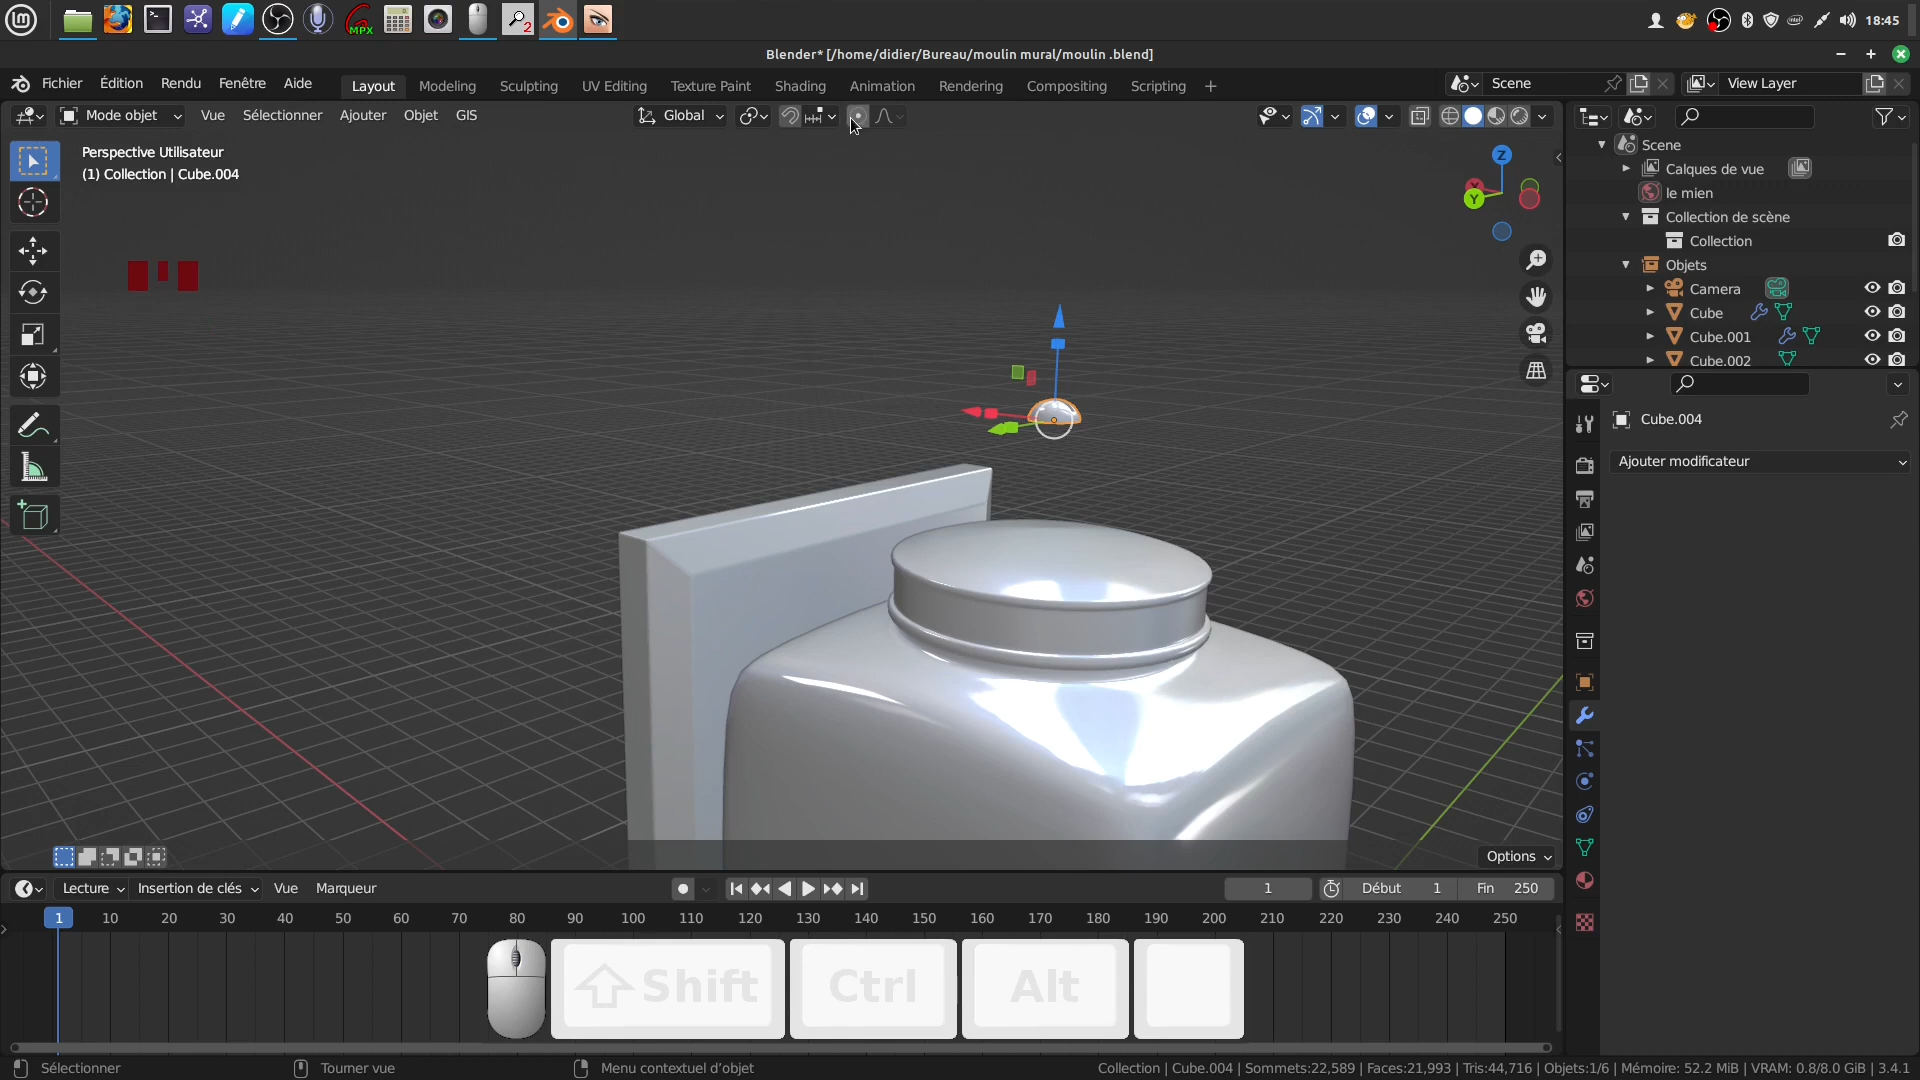 MPX
2
18:45
Blender* [/home/didier/Bureau/moulin mural/moulin .blend]
Fichier Édition Rendu Fenêtre Aide
Layout Modeling Sculpting UV Editing Texture Paint Shading Animation Rendering Compositing Scripting +
Scene
View Layer
Mode objet Vue Sélectionner Ajouter Objet GIS
Global
Perspective Utilisateur
(1) Collection | Cube.004
Z
Y
Options
Scene
Calques de vue
le mien
Collection de scène
Collection
Objets
Camera
Cube
Cube.001
Cube.002
Cube.004
Ajouter modificateur
Lecture Insertion de clés Vue Marqueur
1
Début 1
Fin 250
1 10 20 30 40 50 60 70 80 90 100 110 120 130 140 150 160 170 180 190 200 210 220 230 240 250
Shift Ctrl Alt
Sélectionner
Tourner vue
Menu contextuel d'objet
Collection | Cube.004 | Sommets:22,589 | Faces:21,993 | Tris:44,716 | Objets:1/6 | Mémoire: 52.2 MiB | VRAM: 0.8/8.0 GiB | 3.4.1